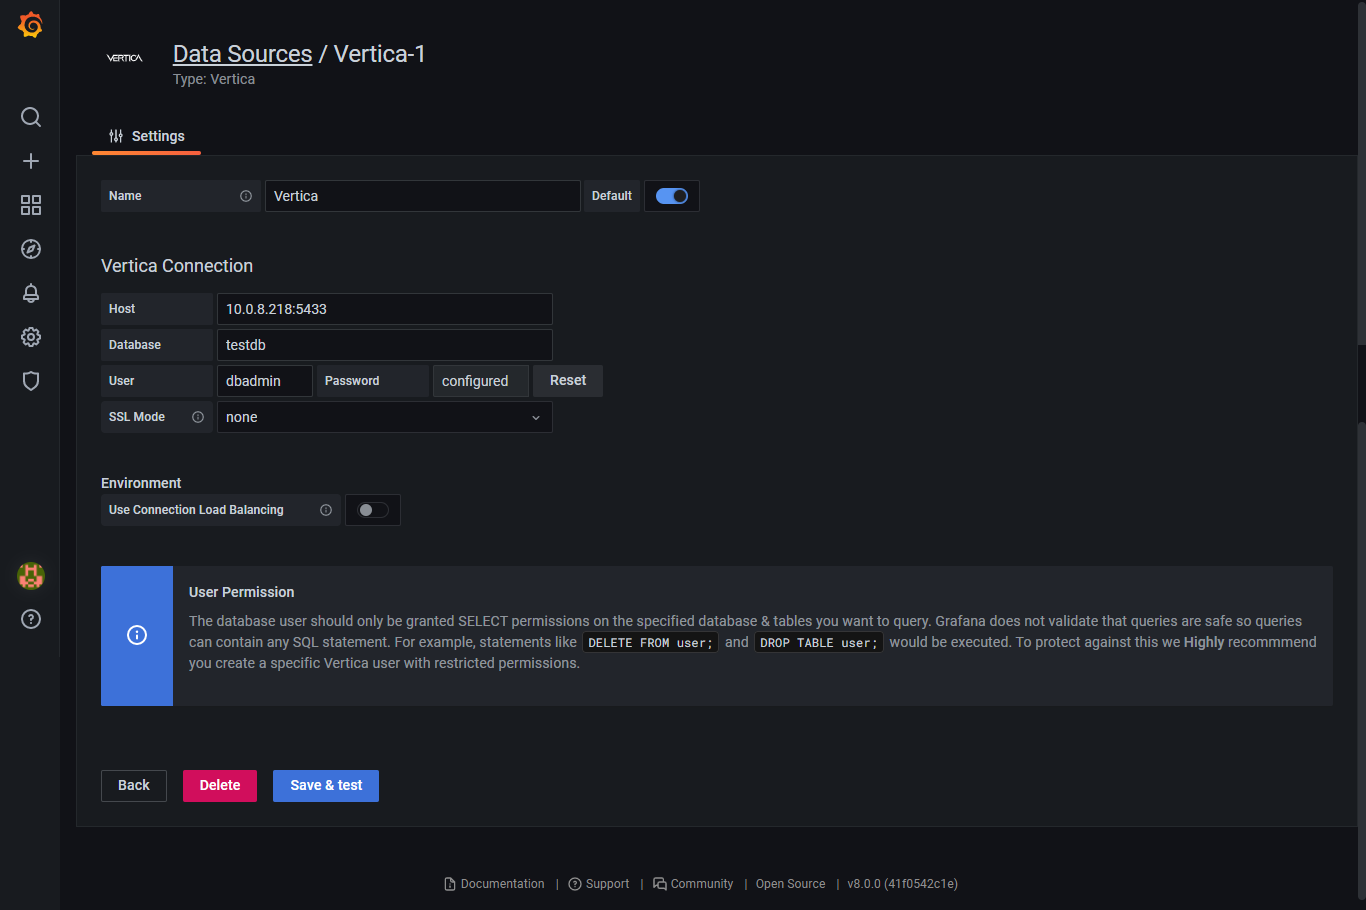 VERTICA
Data Sources / Vertica-1
Type: Vertica
Settings
Name Vertica Default
Vertica Connection
Host 10.0.8.218:5433
Database testdb
User dbadmin Password configured Reset
SSL Mode none
Environment
Use Connection Load Balancing
User Permission
The database user should only be granted SELECT permissions on the specified database & tables you want to query. Grafana does not validate that queries are safe so queries
can contain any SQL statement. For example, statements like DELETE FROM user; and DROP TABLE user; would be executed. To protect against this we Highly recommmend
you create a specific Vertica user with restricted permissions.
Back Delete Save & test
Documentation | Support | Community | Open Source | v8.0.0 (41f0542c1e)